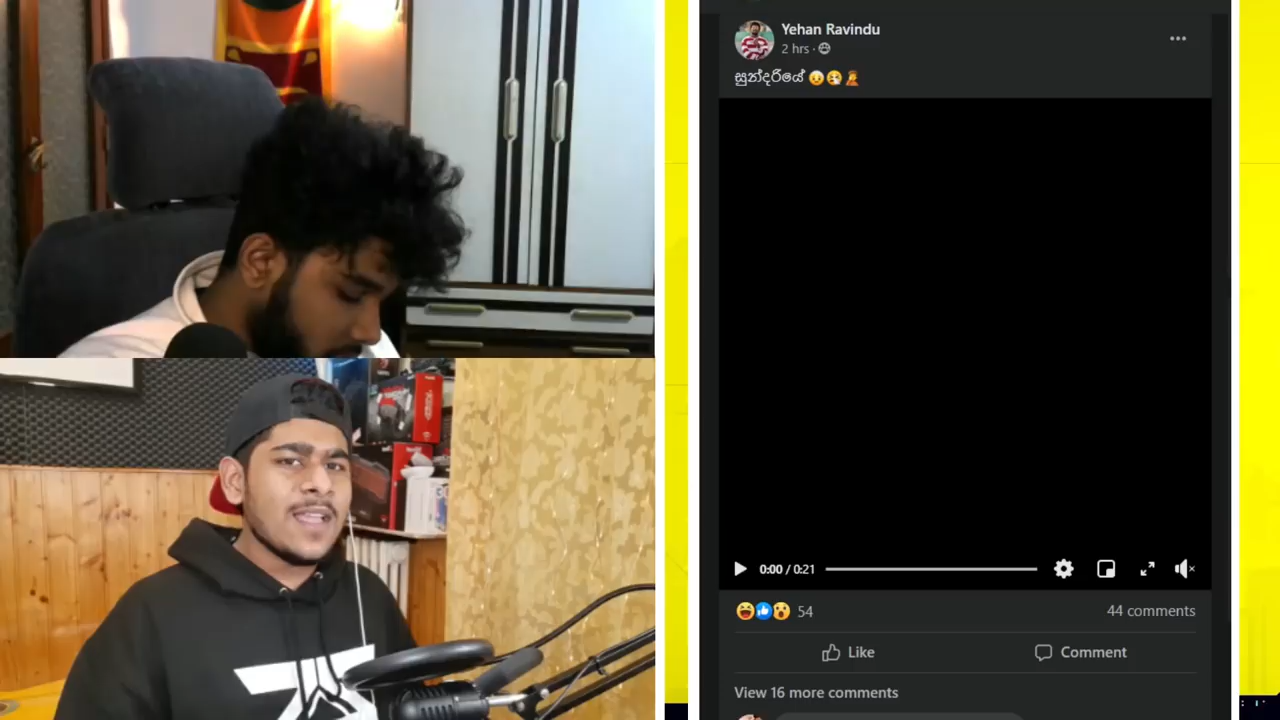 Yehan Ravindu
2 hrs
සුන්දරියේ
0:00 / 0:21
54
44 comments
Like
Comment
View 16 more comments